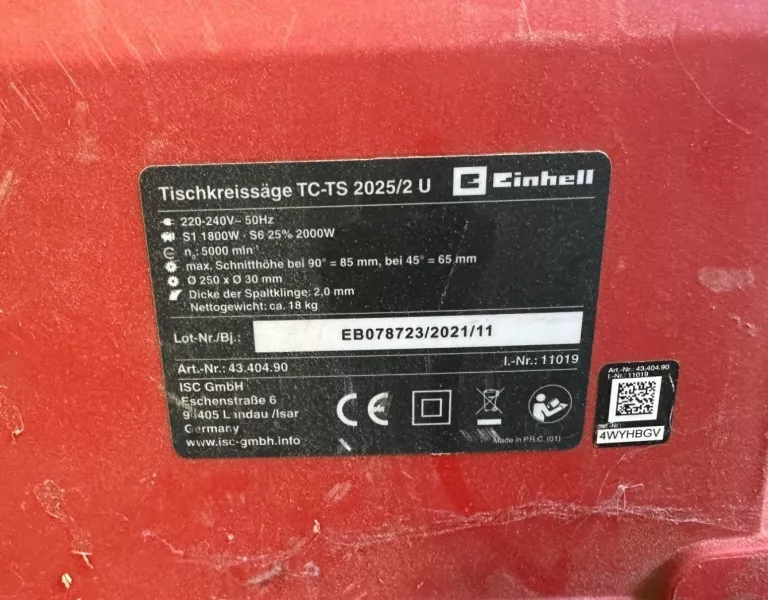 Tischkreissäge TC-TS 2025/2 U
Einhell
220-240V~ 50Hz
S1 1800W · S6 25% 2000W
n₀: 5000 min⁻¹
max. Schnitthöhe bei 90° = 85 mm, bei 45° = 65 mm
Ø 250 x Ø 30 mm
Dicke der Spaltklinge: 2,0 mm
Nettogewicht: ca. 18 kg
Lot-Nr./Bj.: EB078723/2021/11
Art.-Nr.: 43.404.90 I.-Nr.: 11019
ISC GmbH
Eschenstraße 6
Landau /Isar
Germany
www.isc-gmbh.info
CE
Made in P.R.C. (01)
Art.-Nr.: 43.404.90
I.-Nr.: 11019
4WYHBGV